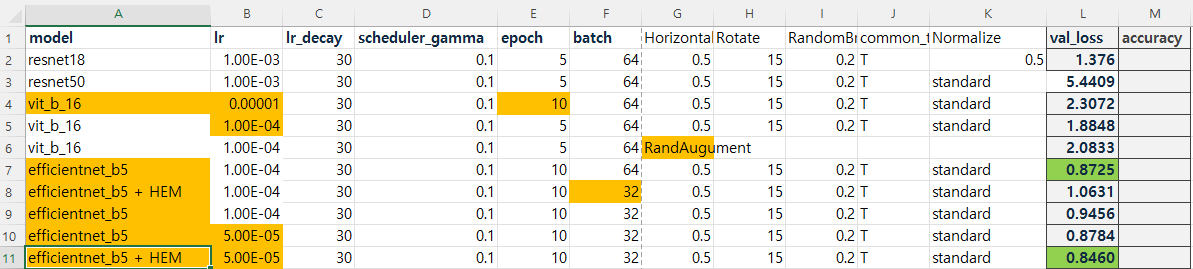 A B C D E F G H I J K L M
1 model lr lr_decay scheduler_gamma epoch batch Horizontal Rotate RandomBr common_t Normalize val_loss accuracy
2 resnet18 1.00E-03 30 0.1 5 64 0.5 15 0.2 T 0.5 1.376
3 resnet50 1.00E-03 30 0.1 5 64 0.5 15 0.2 T standard 5.4409
4 vit_b_16 0.00001 30 0.1 10 64 0.5 15 0.2 T standard 2.3072
5 vit_b_16 1.00E-04 30 0.1 5 64 0.5 15 0.2 T standard 1.8848
6 vit_b_16 1.00E-04 30 0.1 5 64 RandAugument 2.0833
7 efficientnet_b5 1.00E-04 30 0.1 10 64 0.5 15 0.2 T standard 0.8725
8 efficientnet_b5 + HEM 1.00E-04 30 0.1 10 32 0.5 15 0.2 T standard 1.0631
9 efficientnet_b5 1.00E-04 30 0.1 10 32 0.5 15 0.2 T standard 0.9456
10 efficientnet_b5 5.00E-05 30 0.1 10 32 0.5 15 0.2 T standard 0.8784
11 efficientnet_b5 + HEM 5.00E-05 30 0.1 10 32 0.5 15 0.2 T standard 0.8460